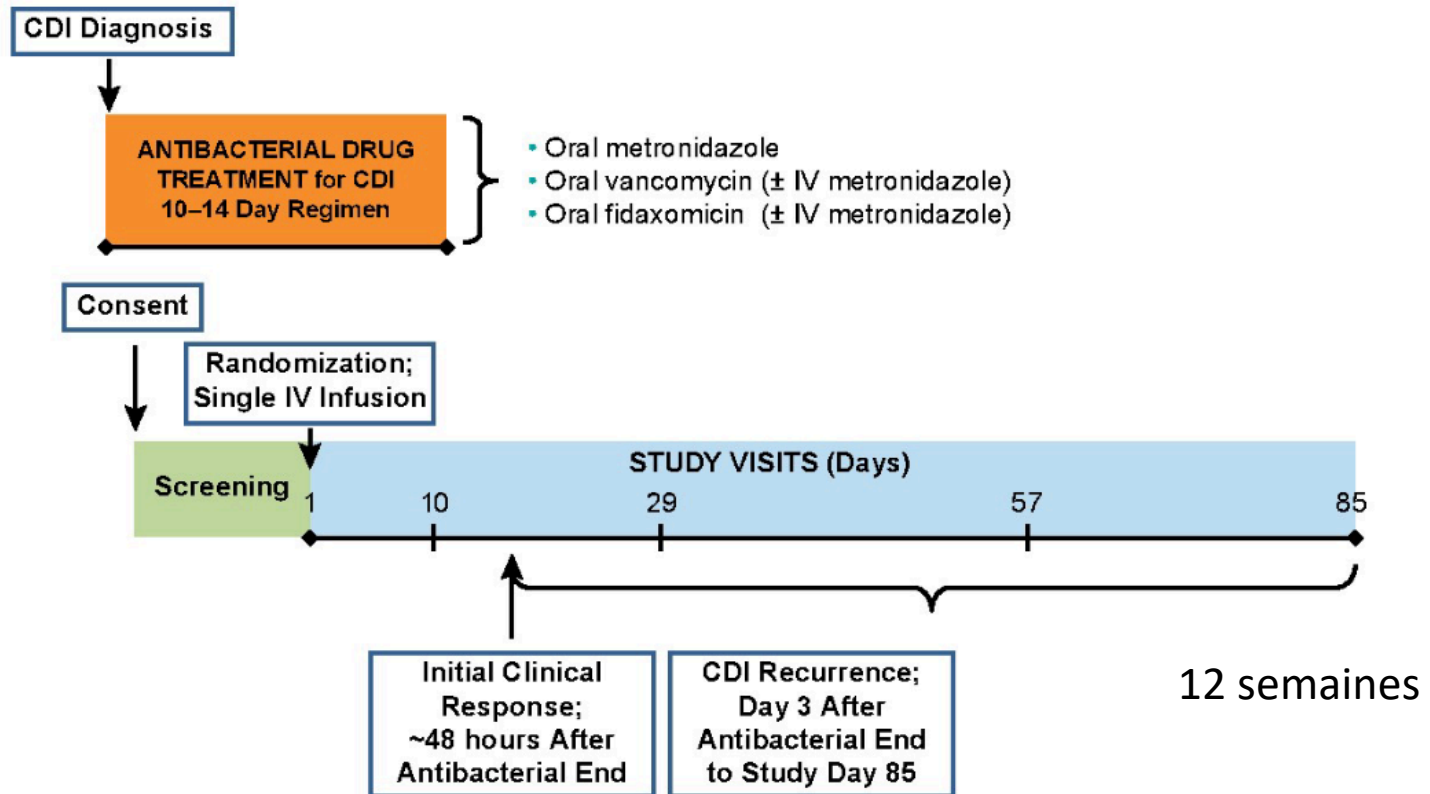 CDI Diagnosis
ANTIBACTERIAL DRUG
TREATMENT for CDI
10–14 Day Regimen
• Oral metronidazole
• Oral vancomycin (± IV metronidazole)
• Oral fidaxomicin (± IV metronidazole)
Consent
Randomization;
Single IV Infusion
Screening
STUDY VISITS (Days)
1 10 29 57 85
Initial Clinical
Response;
~48 hours After
Antibacterial End
CDI Recurrence;
Day 3 After
Antibacterial End
to Study Day 85
12 semaines